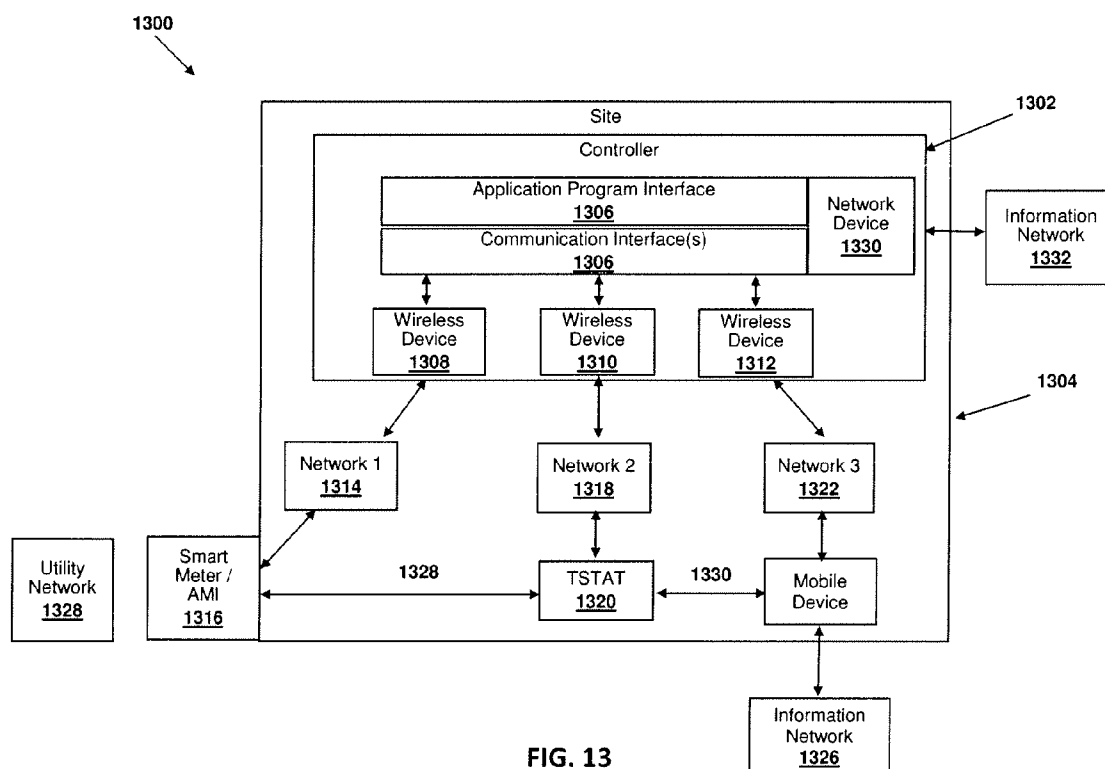 1300
Site
1302
Controller
Application Program Interface
1306
Network
Device
1330
Communication Interface(s)
1306
Information
Network
1332
Wireless
Device
1308
Wireless
Device
1310
Wireless
Device
1312
1304
Network 1
1314
Network 2
1318
Network 3
1322
Utility
Network
1328
Smart
Meter /
AMI
1316
1328
TSTAT
1320
1330
Mobile
Device
Information
Network
1326
FIG. 13